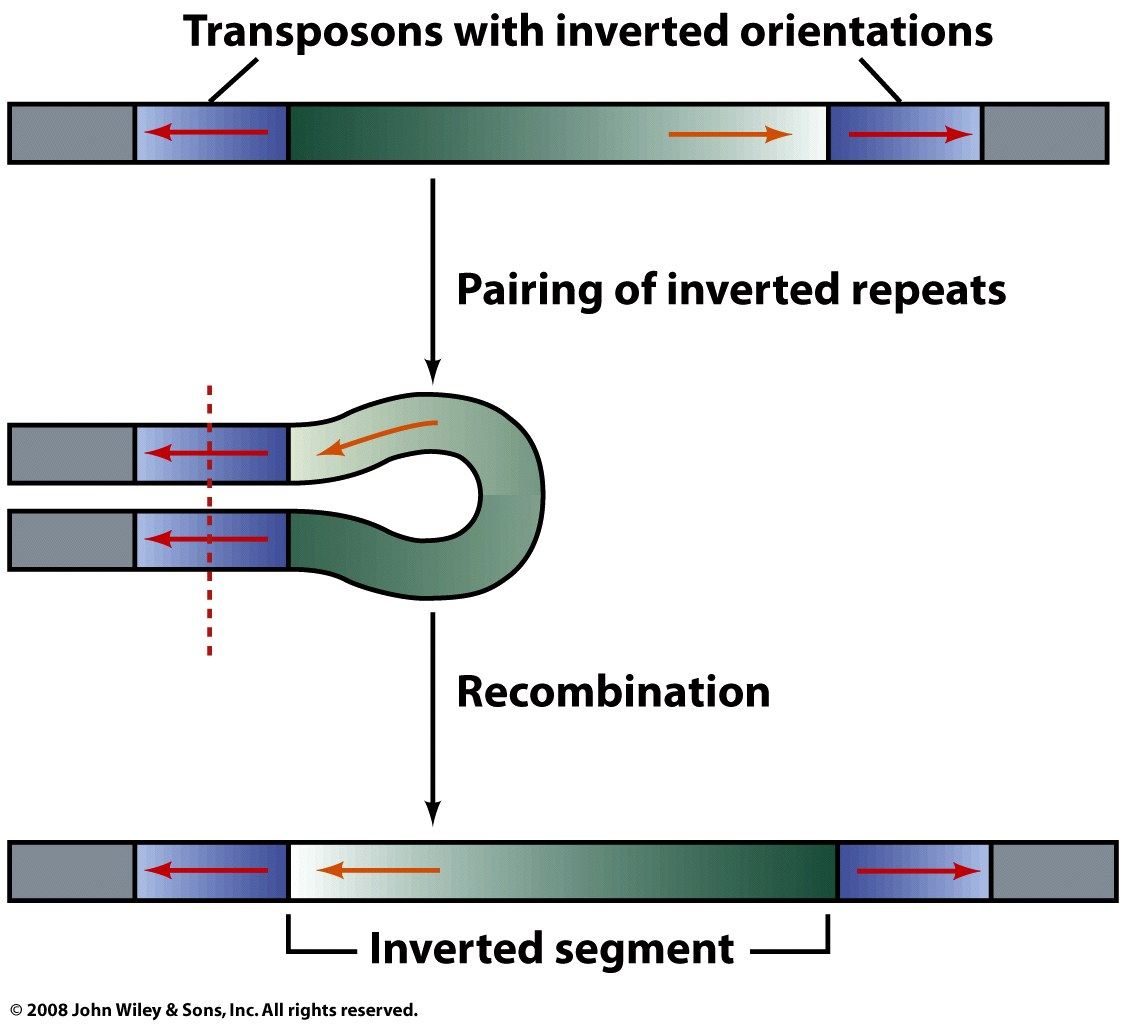 Transposons with inverted orientations
Pairing of inverted repeats
Recombination
Inverted segment
© 2008 John Wiley & Sons, Inc. All rights reserved.